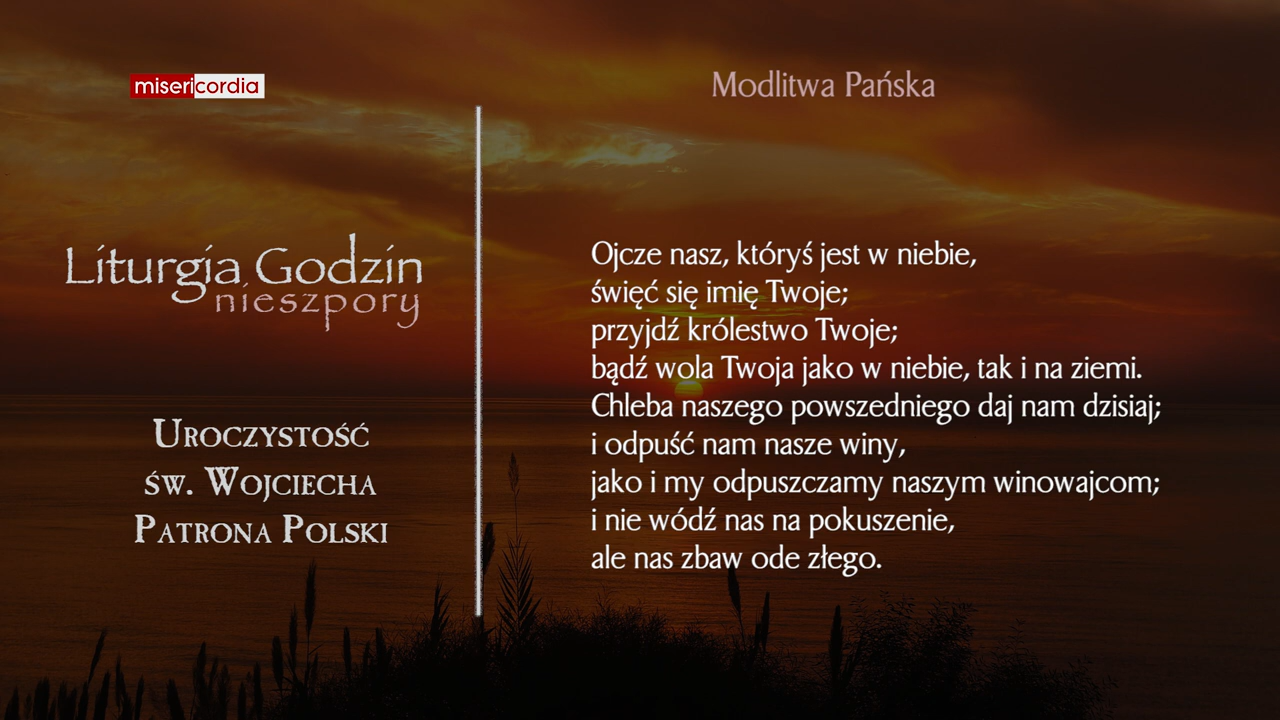 misericordia
Liturgia Godzin
nieszpory
Uroczystość
św. Wojciecha
Patrona Polski
Modlitwa Pańska
Ojcze nasz, któryś jest w niebie,
święć się imię Twoje;
przyjdź królestwo Twoje;
bądź wola Twoja jako w niebie, tak i na ziemi.
Chleba naszego powszedniego daj nam dzisiaj;
i odpuść nam nasze winy,
jako i my odpuszczamy naszym winowajcom;
i nie wódź nas na pokuszenie,
ale nas zbaw ode złego.